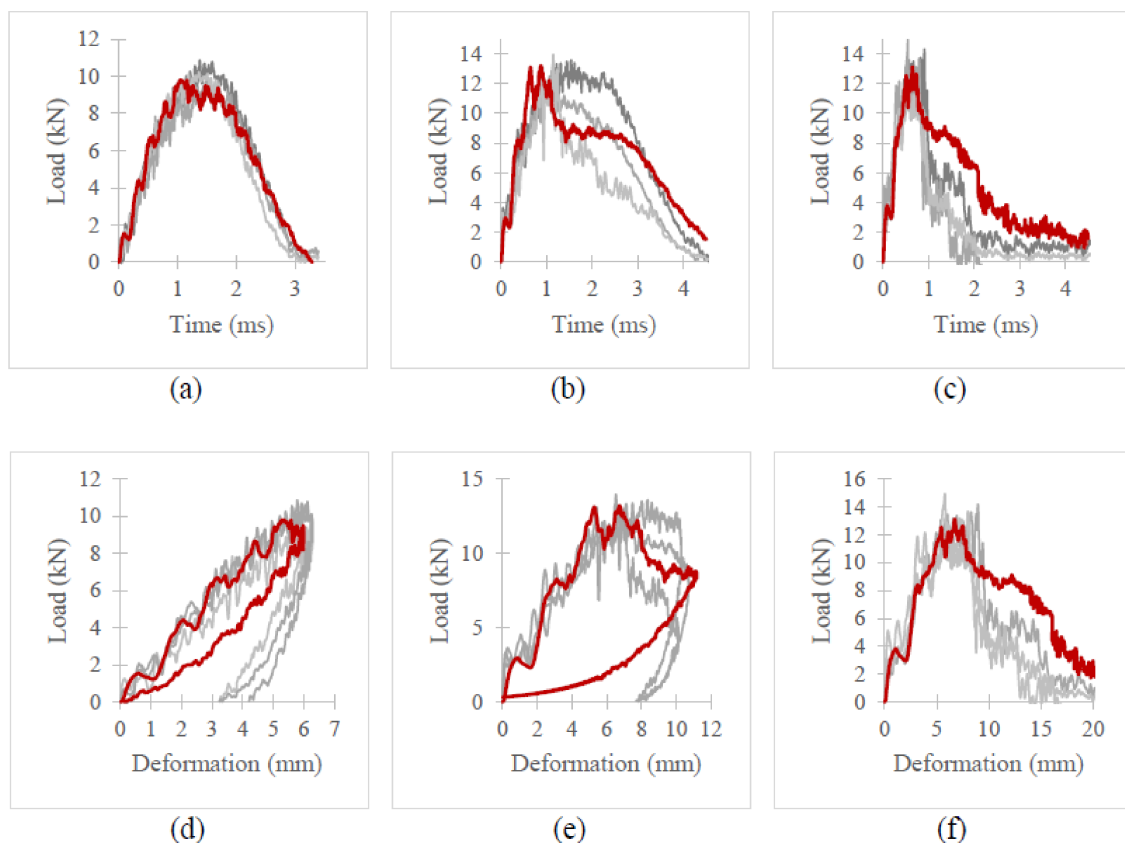 12
10
8
6
4
2
0
Load (kN)
0 1 2 3
Time (ms)
(a)
14
12
10
8
6
4
2
0
Load (kN)
0 1 2 3 4
Time (ms)
(b)
16
14
12
10
8
6
4
2
0
Load (kN)
0 1 2 3 4
Time (ms)
(c)
12
10
8
6
4
2
0
Load (kN)
0 1 2 3 4 5 6 7
Deformation (mm)
(d)
15
10
5
0
Load (kN)
0 2 4 6 8 10 12
Deformation (mm)
(e)
16
14
12
10
8
6
4
2
0
Load (kN)
0 5 10 15 20
Deformation (mm)
(f)